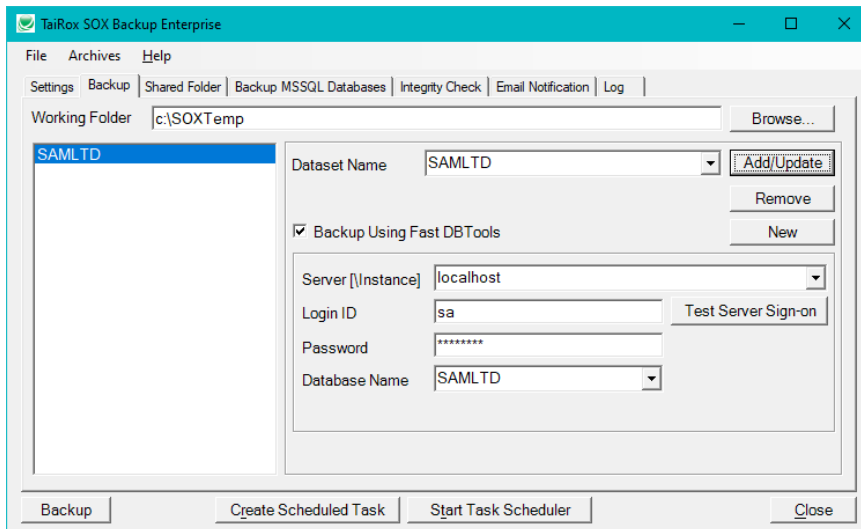 TaiRox SOX Backup Enterprise
File Archives Help
Settings Backup Shared Folder Backup MSSQL Databases Integrity Check Email Notification Log
Working Folder c:\SOXTemp Browse...
SAMLTD
Dataset Name SAMLTD Add/Update
Remove
Backup Using Fast DBTools New
Server [\Instance] localhost
Login ID sa Test Server Sign-on
Password ********
Database Name SAMLTD
Backup Create Scheduled Task Start Task Scheduler Close